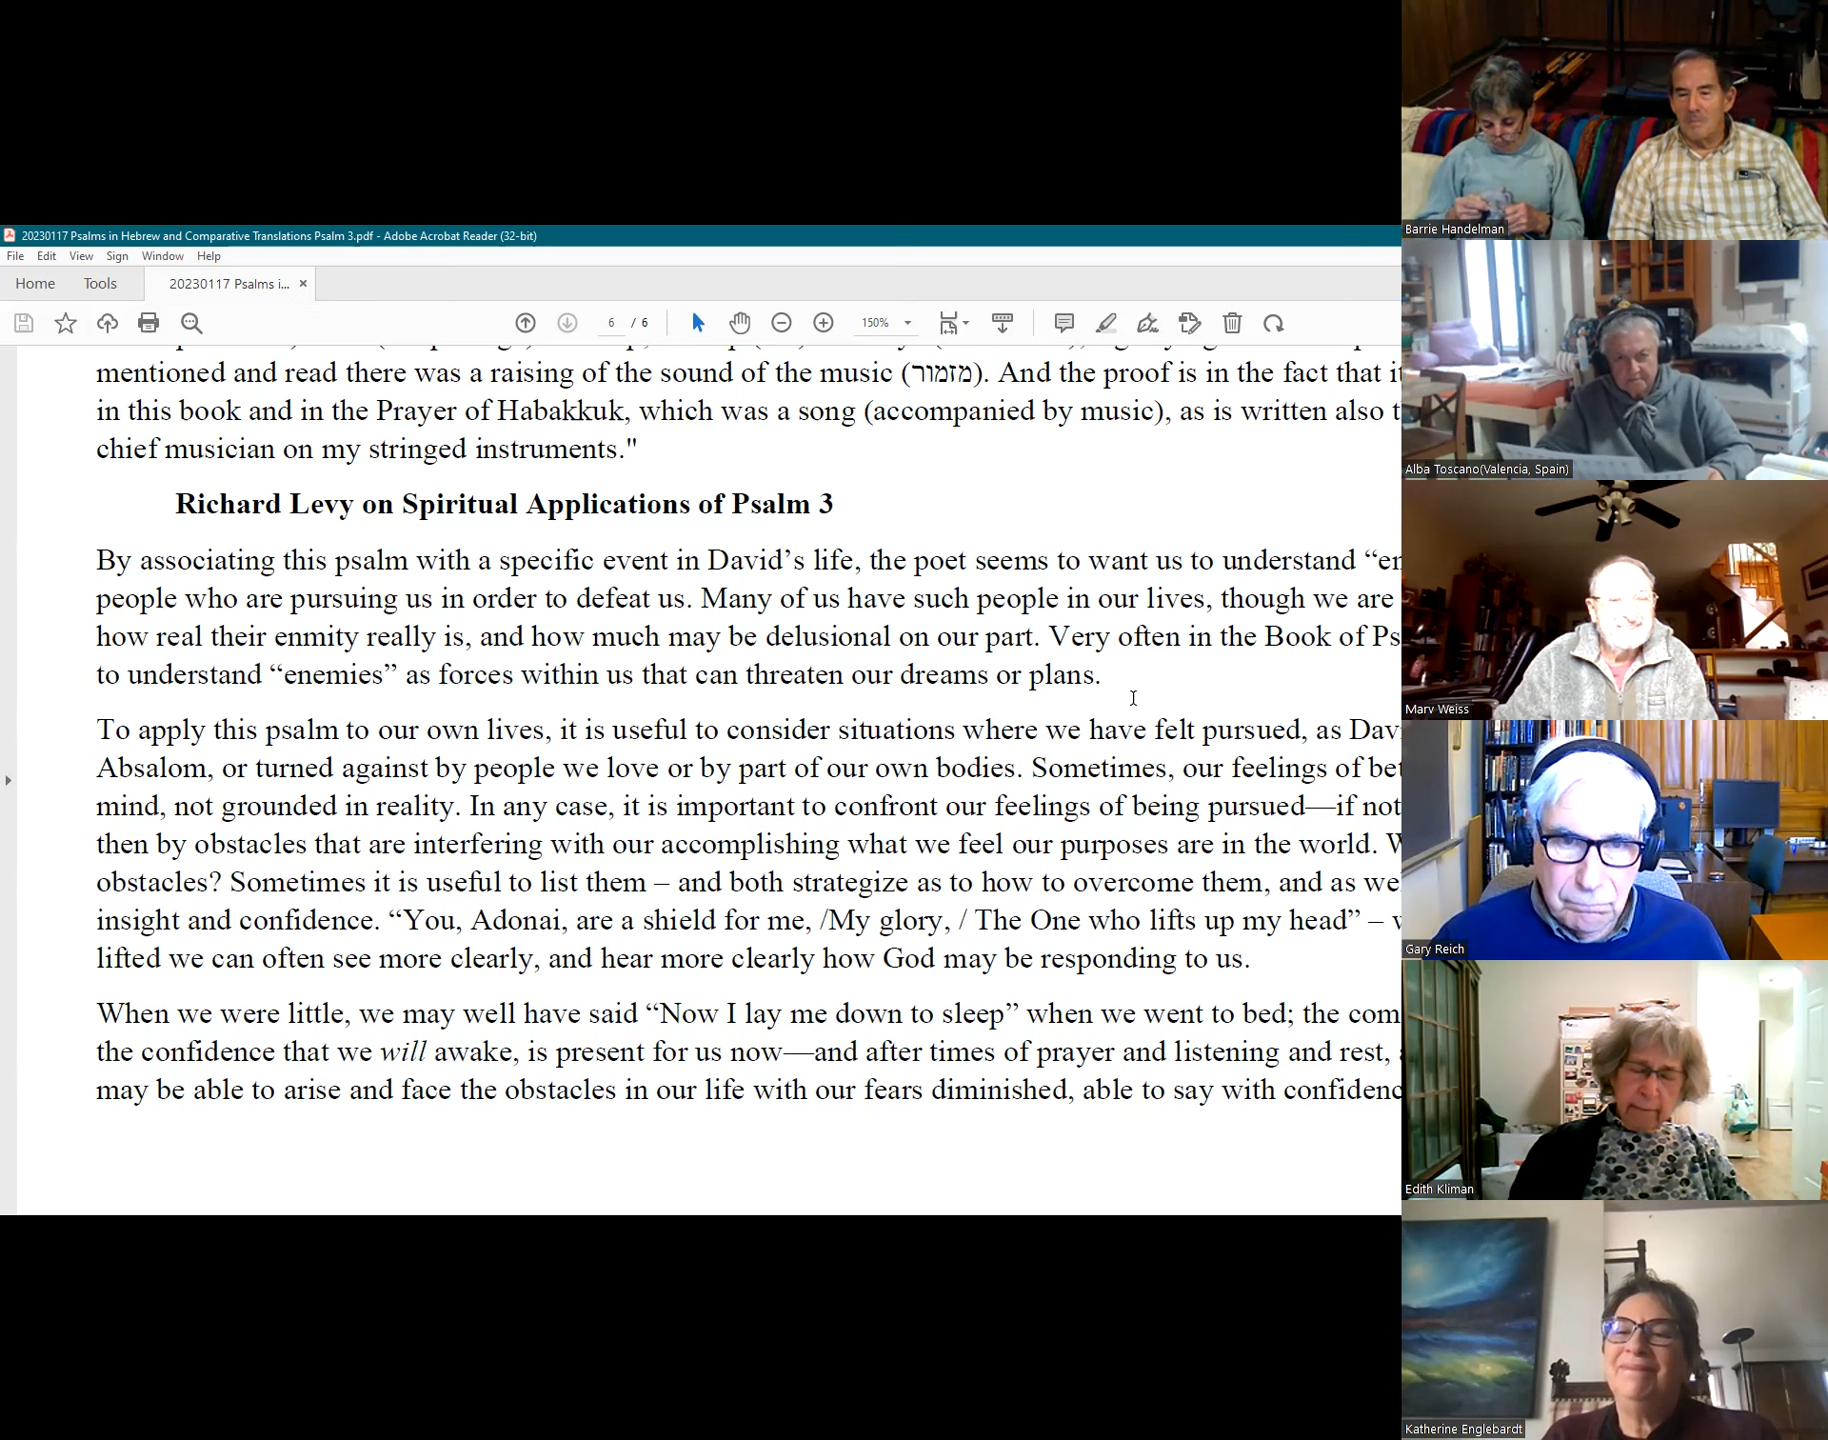 20230117 Psalms in Hebrew and Comparative Translations Psalm 3.pdf - Adobe Acrobat Reader (32-bit)
File Edit View Sign Window Help
Home Tools 20230117 Psalms i... ×
6 / 6 150%
mentioned and read there was a raising of the sound of the music (מזמור). And the proof is in the fact that
in this book and in the Prayer of Habakkuk, which was a song (accompanied by music), as is written also
chief musician on my stringed instruments."
Richard Levy on Spiritual Applications of Psalm 3
By associating this psalm with a specific event in David’s life, the poet seems to want us to understand
people who are pursuing us in order to defeat us. Many of us have such people in our lives, though we are
how real their enmity really is, and how much may be delusional on our part. Very often in the Book of
to understand “enemies” as forces within us that can threaten our dreams or plans.
To apply this psalm to our own lives, it is useful to consider situations where we have felt pursued, as
Absalom, or turned against by people we love or by part of our own bodies. Sometimes, our feelings of
mind, not grounded in reality. In any case, it is important to confront our feelings of being pursued—if not
then by obstacles that are interfering with our accomplishing what we feel our purposes are in the world.
obstacles? Sometimes it is useful to list them – and both strategize as to how to overcome them, and as
insight and confidence. “You, Adonai, are a shield for me, /My glory, / The One who lifts up my head” –
lifted we can often see more clearly, and hear more clearly how God may be responding to us.
When we were little, we may well have said “Now I lay me down to sleep” when we went to bed; the
the confidence that we will awake, is present for us now—and after times of prayer and listening and rest,
may be able to arise and face the obstacles in our life with our fears diminished, able to say with
Barrie Handelman
Alba Toscano(Valencia, Spain)
Marv Weiss
Gary Reich
Edith Kliman
Katherine Englebardt